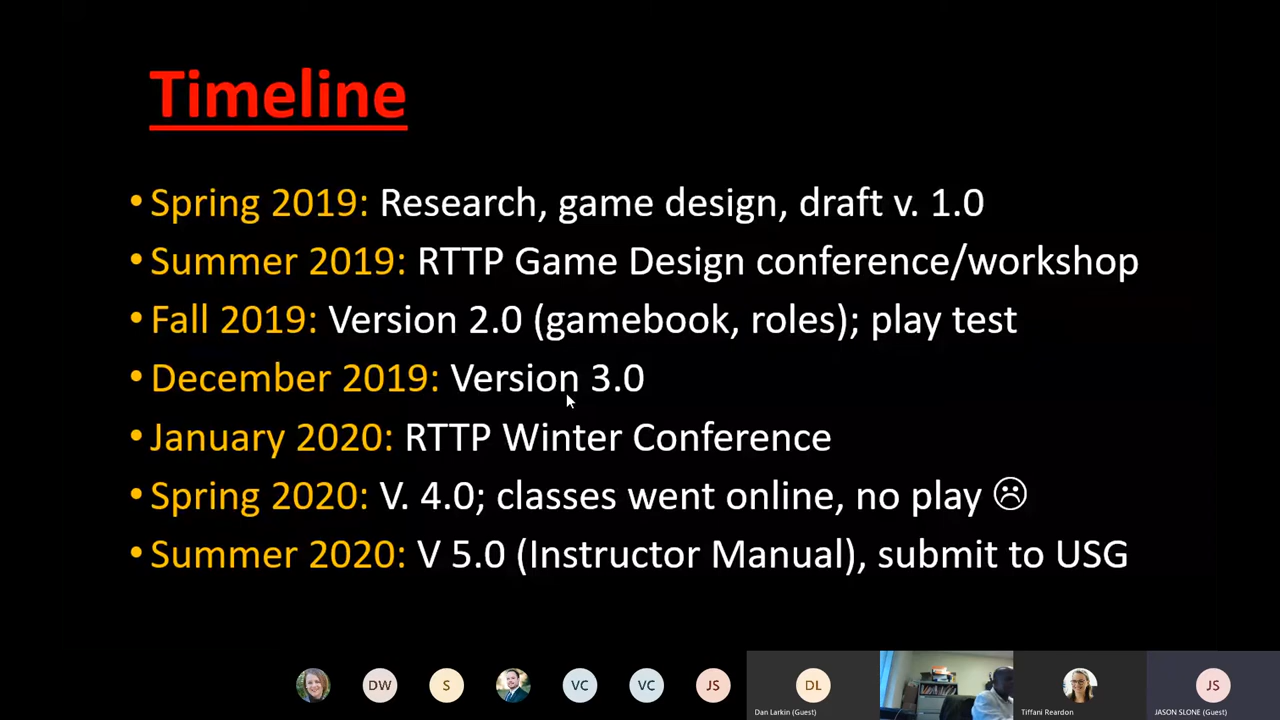 Timeline
• Spring 2019: Research, game design, draft v. 1.0
• Summer 2019: RTTP Game Design conference/workshop
• Fall 2019: Version 2.0 (gamebook, roles); play test
• December 2019: Version 3.0
• January 2020: RTTP Winter Conference
• Spring 2020: V. 4.0; classes went online, no play ☹
• Summer 2020: V 5.0 (Instructor Manual), submit to USG
DW S VC VC JS DL JS
Dan Larkin (Guest) Tiffani Reardon JASON SLONE (Guest)